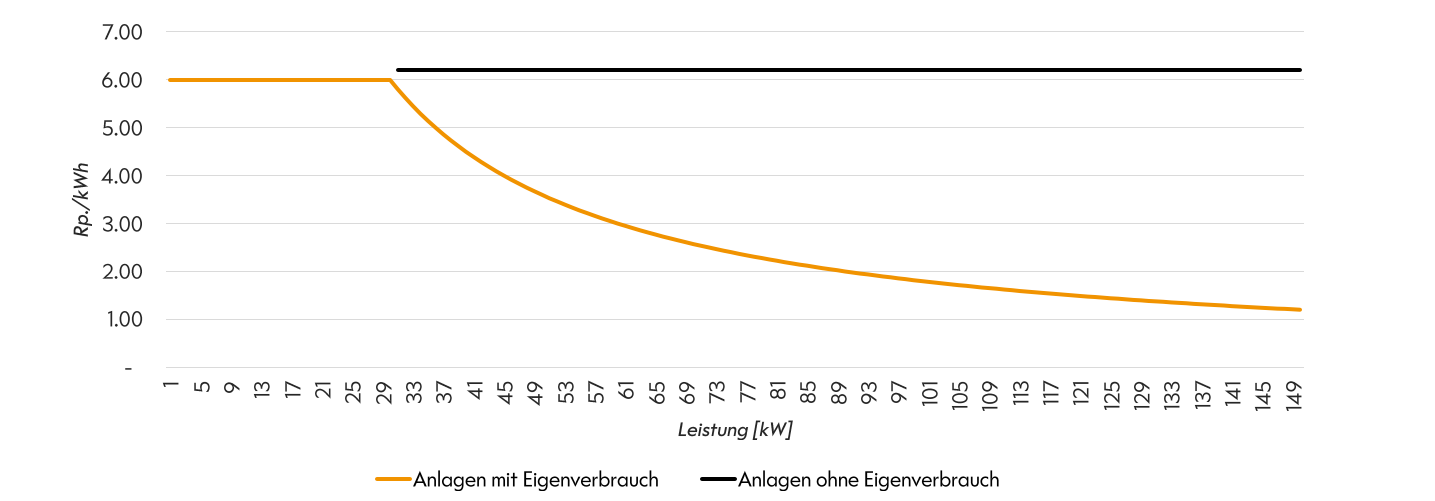 7.00
6.00
5.00
4.00
3.00
2.00
1.00
-
Rp./kWh
1 5 9 13 17 21 25 29 33 37 41 45 49 53 57 61 65 69 73 77 81 85 89 93 97 101 105 109 113 117 121 125 129 133 137 141 145 149
Leistung [kW]
Anlagen mit Eigenverbrauch Anlagen ohne Eigenverbrauch